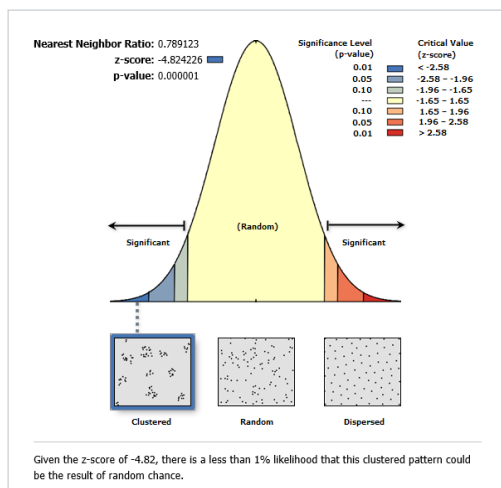 Nearest Neighbor Ratio: 0.789123
z-score: -4.824226
p-value: 0.000001
Significance Level
(p-value)
Critical Value
(z-score)
0.01 < -2.58
0.05 -2.58 – -1.96
0.10 -1.96 – -1.65
--- -1.65 – 1.65
0.10 1.65 – 1.96
0.05 1.96 – 2.58
0.01 > 2.58
(Random)
Significant
Significant
Clustered
Random
Dispersed
Given the z-score of -4.82, there is a less than 1% likelihood that this clustered pattern could
be the result of random chance.